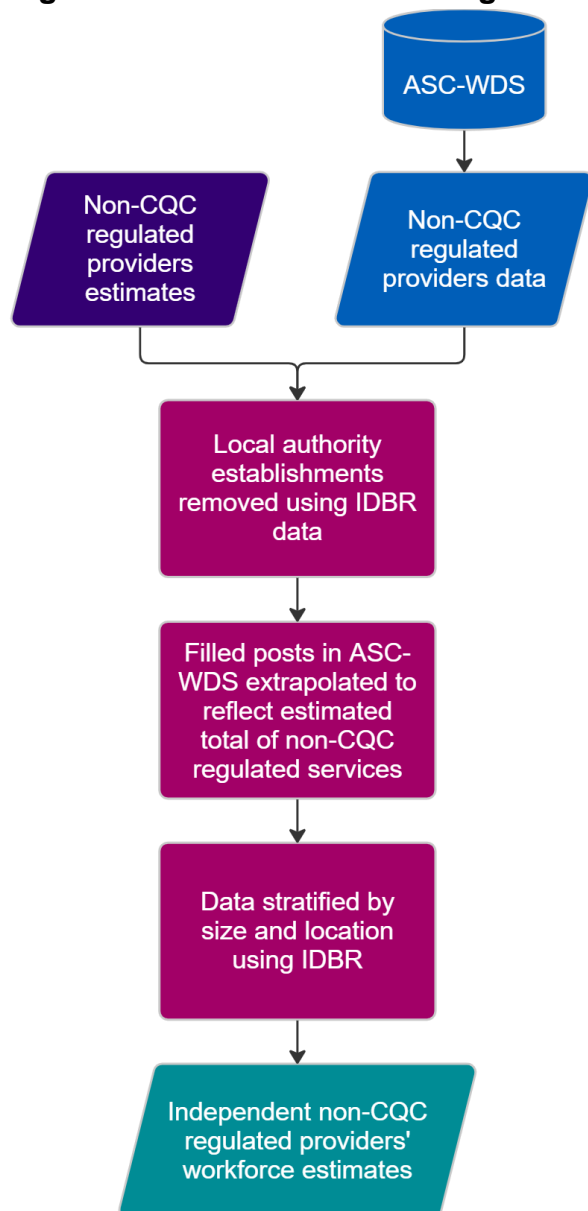 ASC-WDS
Non-CQC
regulated
providers
estimates
Non-CQC
regulated
providers data
Local authority
establishments
removed using IDBR
data
Filled posts in ASC-
WDS extrapolated to
reflect estimated
total of non-CQC
regulated services
Data stratified by
size and location
using IDBR
Independent non-CQC
regulated providers'
workforce estimates